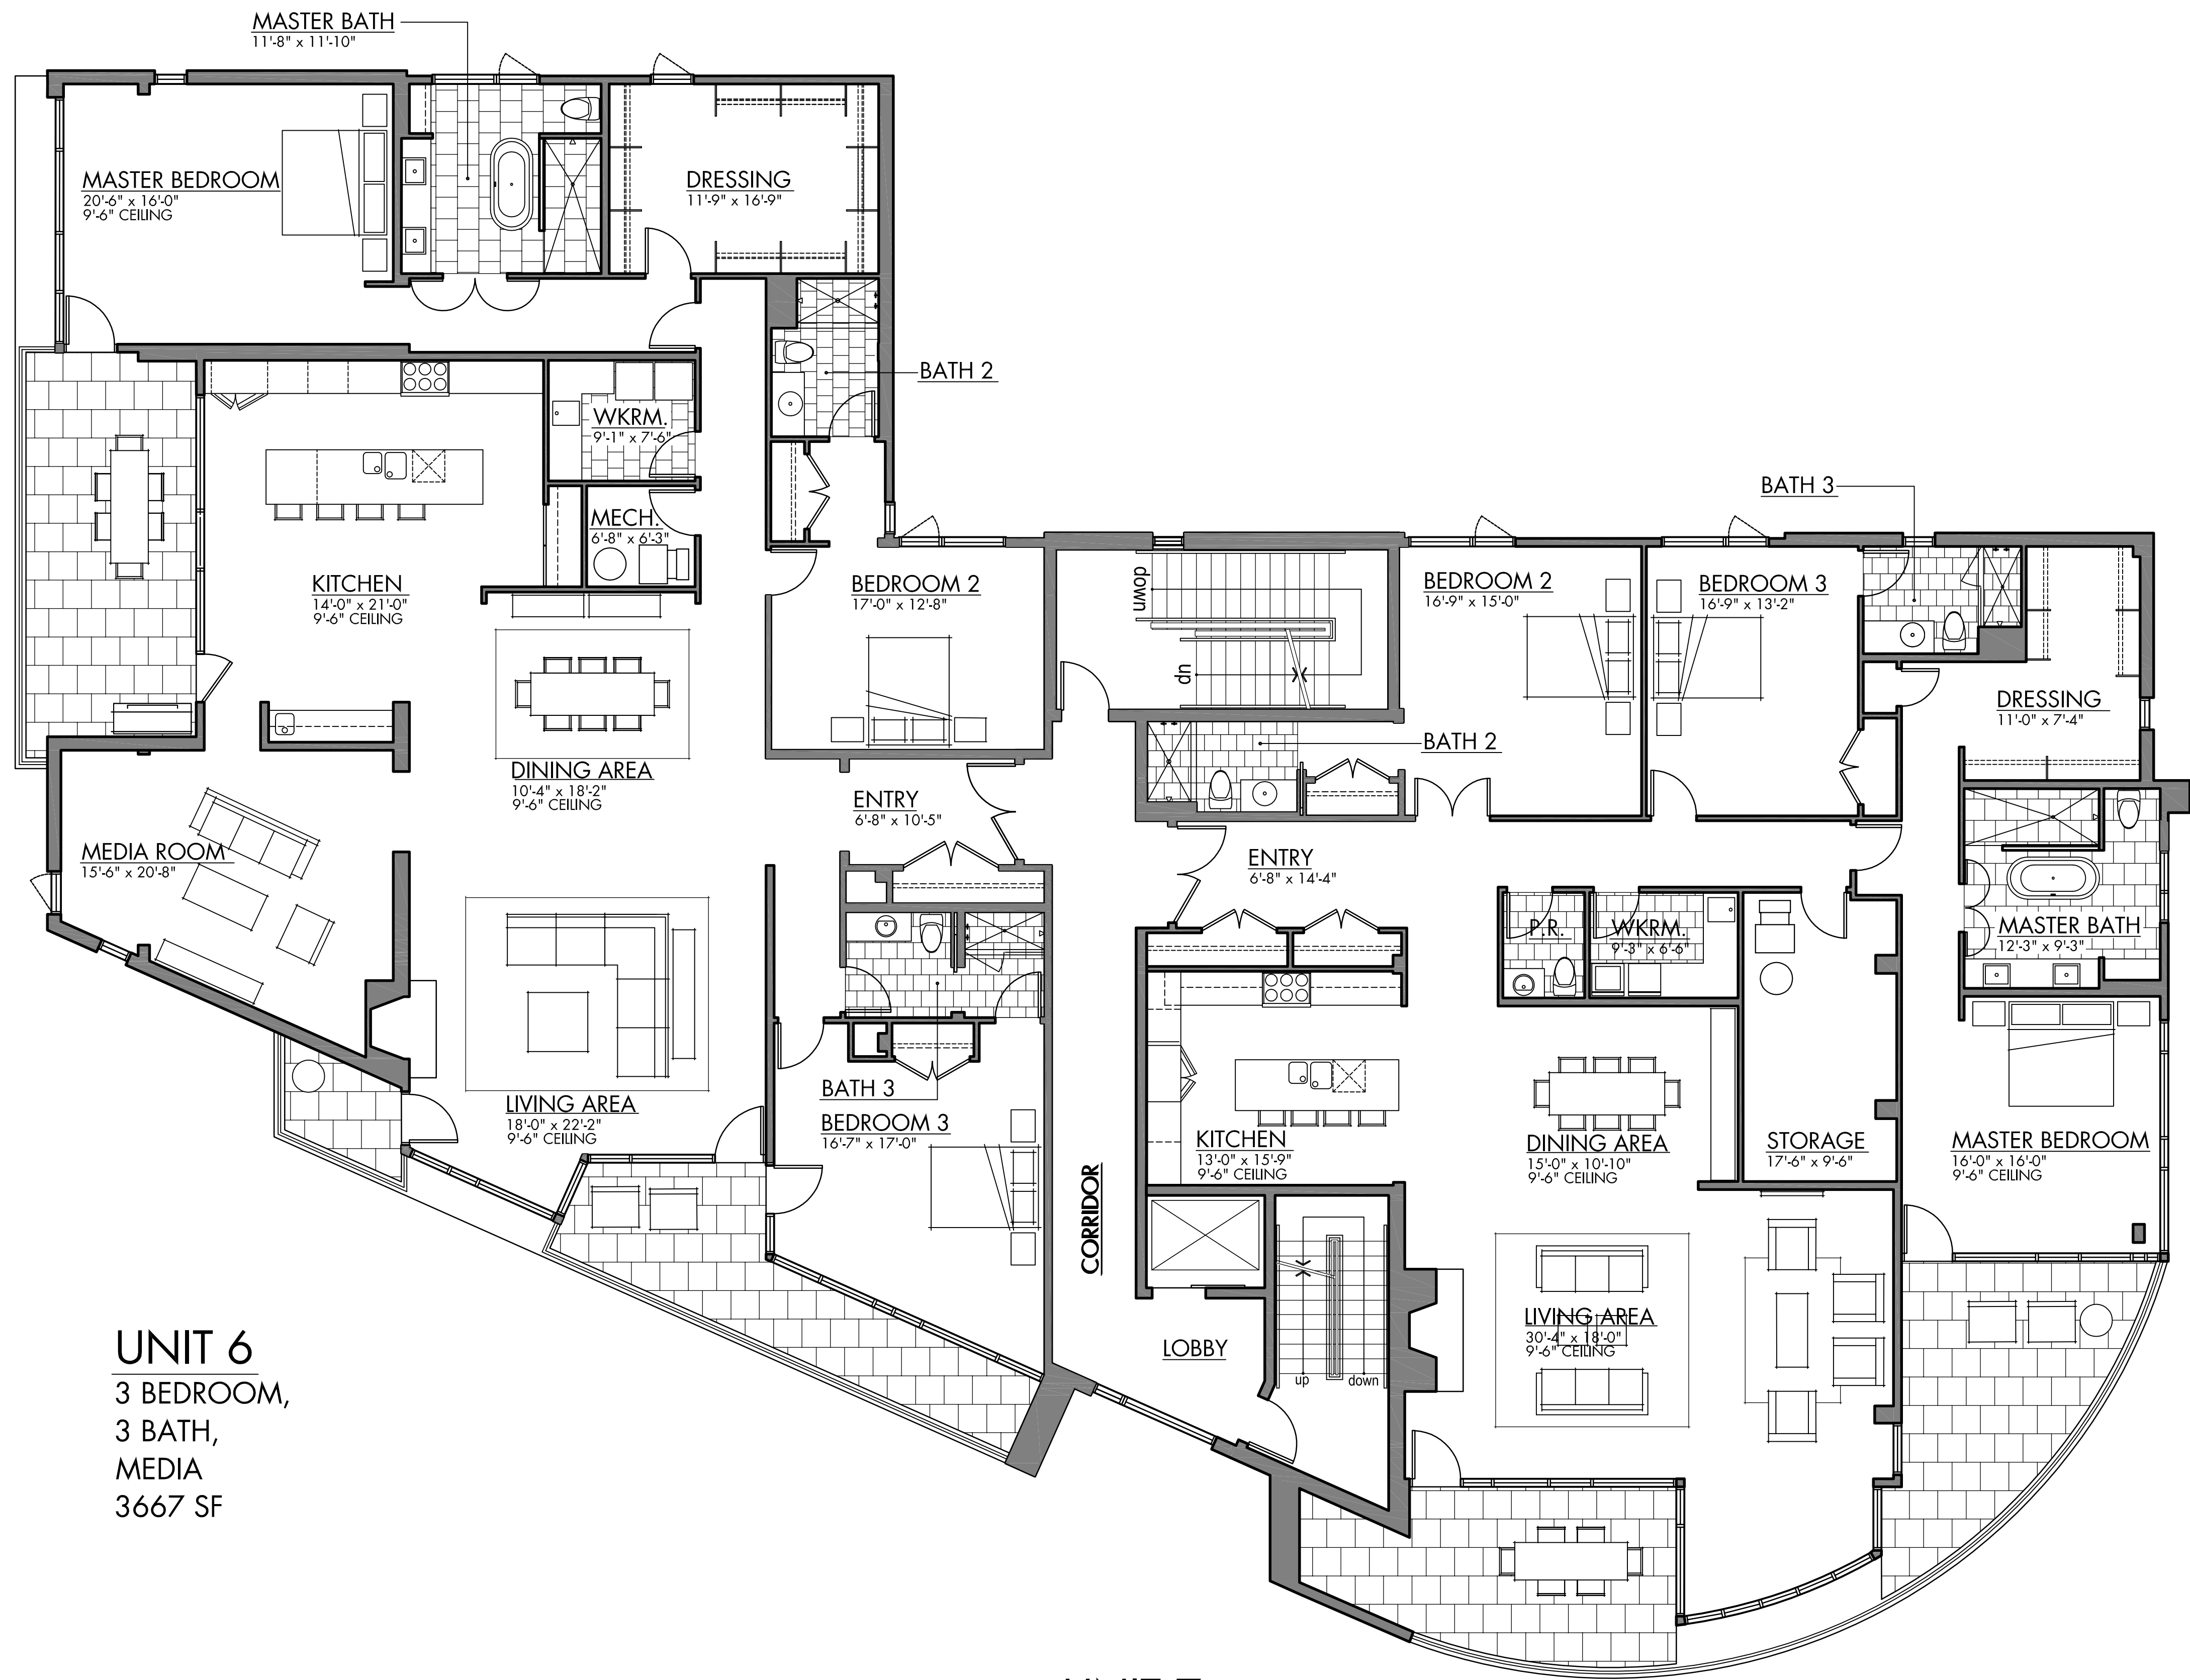 MASTER BATH
11'-8" x 11'-10"
MASTER BEDROOM
20'-6" x 16'-0"
9'-6" CEILING
DRESSING
11'-9" x 16'-9"
BATH 2
WKRM.
9'-1" x 7'-6"
MECH.
6'-8" x 6'-3"
KITCHEN
14'-0" x 21'-0"
9'-6" CEILING
BEDROOM 2
17'-0" x 12'-8"
DINING AREA
10'-4" x 18'-2"
9'-6" CEILING
ENTRY
6'-8" x 10'-5"
MEDIA ROOM
15'-6" x 20'-8"
LIVING AREA
18'-0" x 22'-2"
9'-6" CEILING
BATH 3
BEDROOM 3
16'-7" x 17'-0"
UNIT 6
3 BEDROOM,
3 BATH,
MEDIA
3667 SF
CORRIDOR
down
up
LOBBY
up
down
BATH 3
BEDROOM 2
16'-9" x 15'-0"
BEDROOM 3
16'-9" x 13'-2"
DRESSING
11'-0" x 7'-4"
BATH 2
ENTRY
6'-8" x 14'-4"
P.R.
WKRM.
9'-3" x 6'-6"
MASTER BATH
12'-3" x 9'-3"
KITCHEN
13'-0" x 15'-9"
9'-6" CEILING
DINING AREA
15'-0" x 10'-10"
9'-6" CEILING
STORAGE
17'-6" x 9'-6"
MASTER BEDROOM
16'-0" x 16'-0"
9'-6" CEILING
LIVING AREA
30'-4" x 18'-0"
9'-6" CEILING